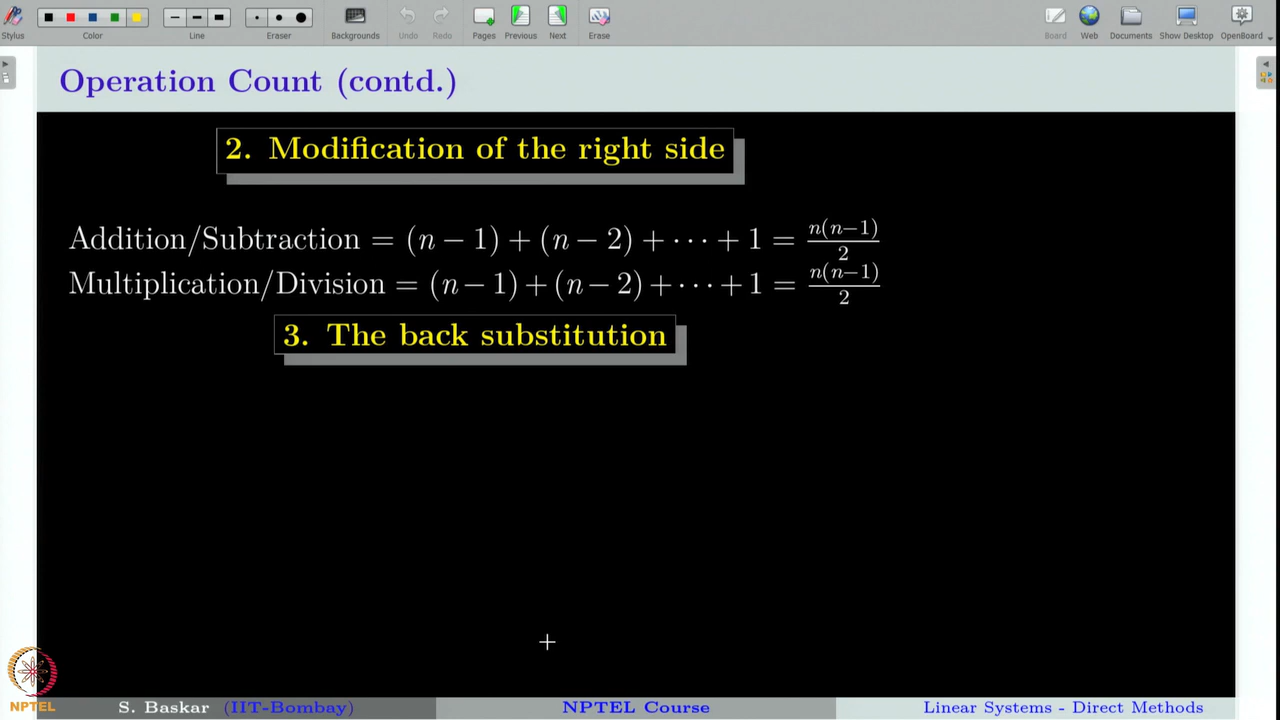 Stylus Color Line Eraser Backgrounds Undo Redo Pages Previous Next Erase Board Web Documents Show Desktop OpenBoard
Operation Count (contd.)
2. Modification of the right side
Addition/Subtraction = (n − 1) + (n − 2) + ⋯ + 1 = n(n−1)/2
Multiplication/Division = (n − 1) + (n − 2) + ⋯ + 1 = n(n−1)/2
3. The back substitution
NPTEL
S. Baskar (IIT-Bombay) NPTEL Course Linear Systems - Direct Methods